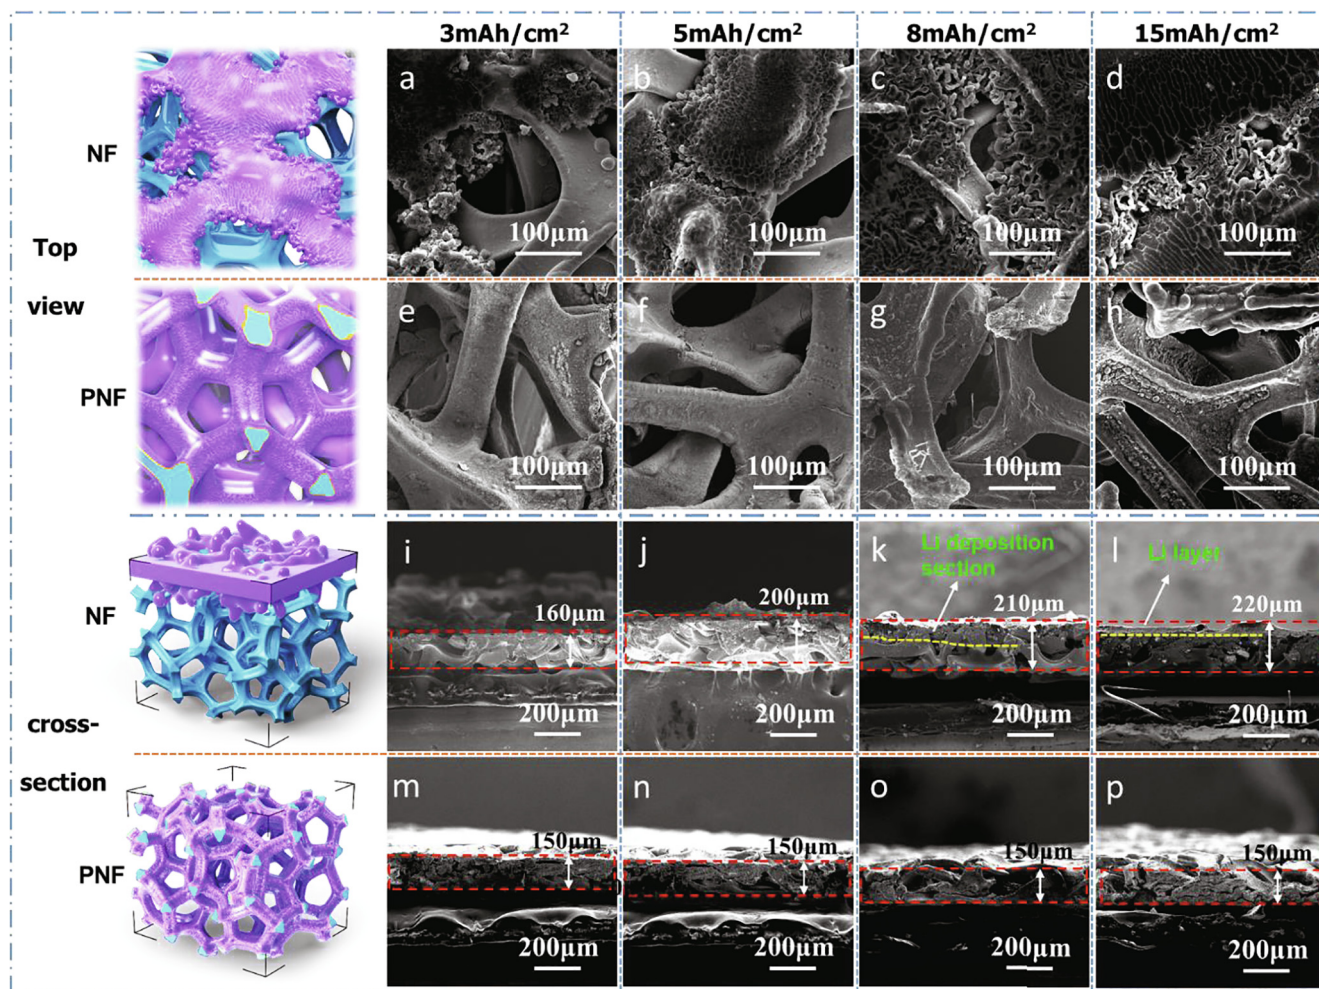 3mAh/cm²
5mAh/cm²
8mAh/cm²
15mAh/cm²
NF
a
b
c
d
100μm
100μm
100μm
100μm
Top
view
PNF
e
f
g
h
100μm
100μm
100μm
100μm
NF
i
j
k
l
Li deposition
section
Li layer
160μm
200μm
210μm
220μm
200μm
200μm
200μm
200μm
cross-
section
PNF
m
n
o
p
150μm
150μm
150μm
150μm
200μm
200μm
200μm
200μm